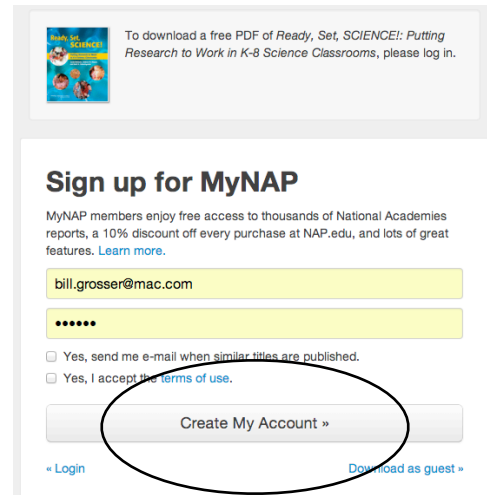 Ready, Set,
SCIENCE!
To download a free PDF of Ready, Set, SCIENCE!: Putting
Research to Work in K-8 Science Classrooms, please log in.
Sign up for MyNAP
MyNAP members enjoy free access to thousands of National Academies
reports, a 10% discount off every purchase at NAP.edu, and lots of great
features. Learn more.
bill.grosser@mac.com
••••••
Yes, send me e-mail when similar titles are published.
Yes, I accept the terms of use.
Create My Account »
« Login
Download as guest »